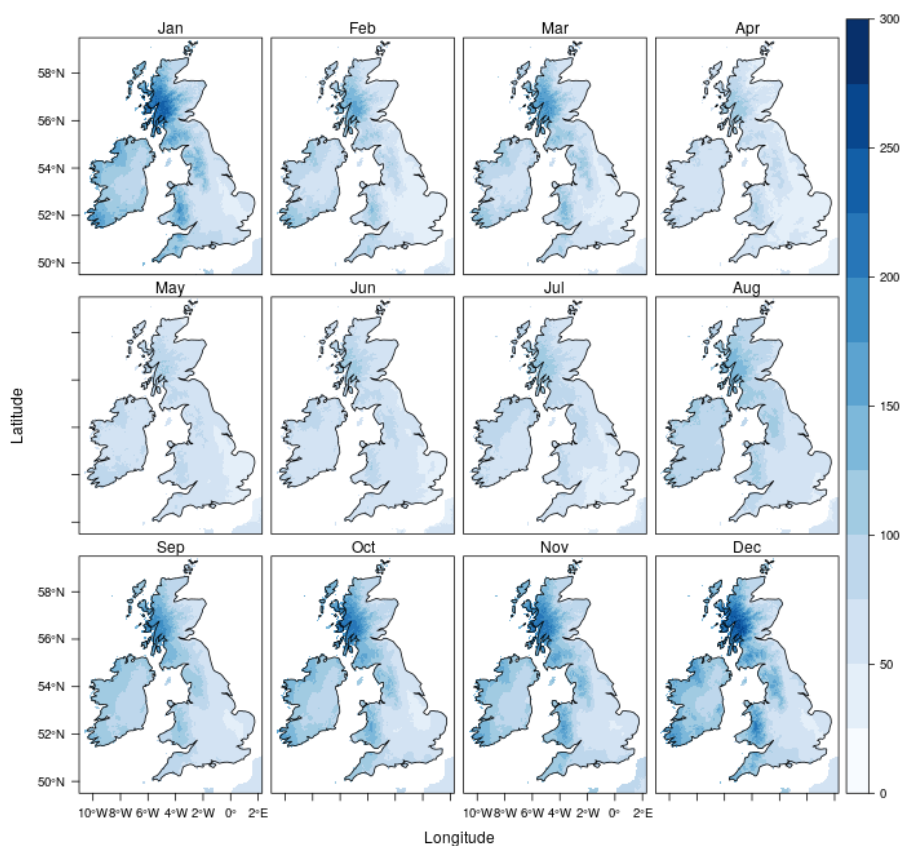 Jan Feb Mar Apr
300
58°N
56°N
54°N
52°N
50°N
250
May Jun Jul Aug
200
Latitude
150
100
Sep Oct Nov Dec
58°N
56°N
54°N
52°N
50°N
50
0
10°W 8°W 6°W 4°W 2°W 0° 2°E 10°W 8°W 6°W 4°W 2°W 0° 2°E
Longitude